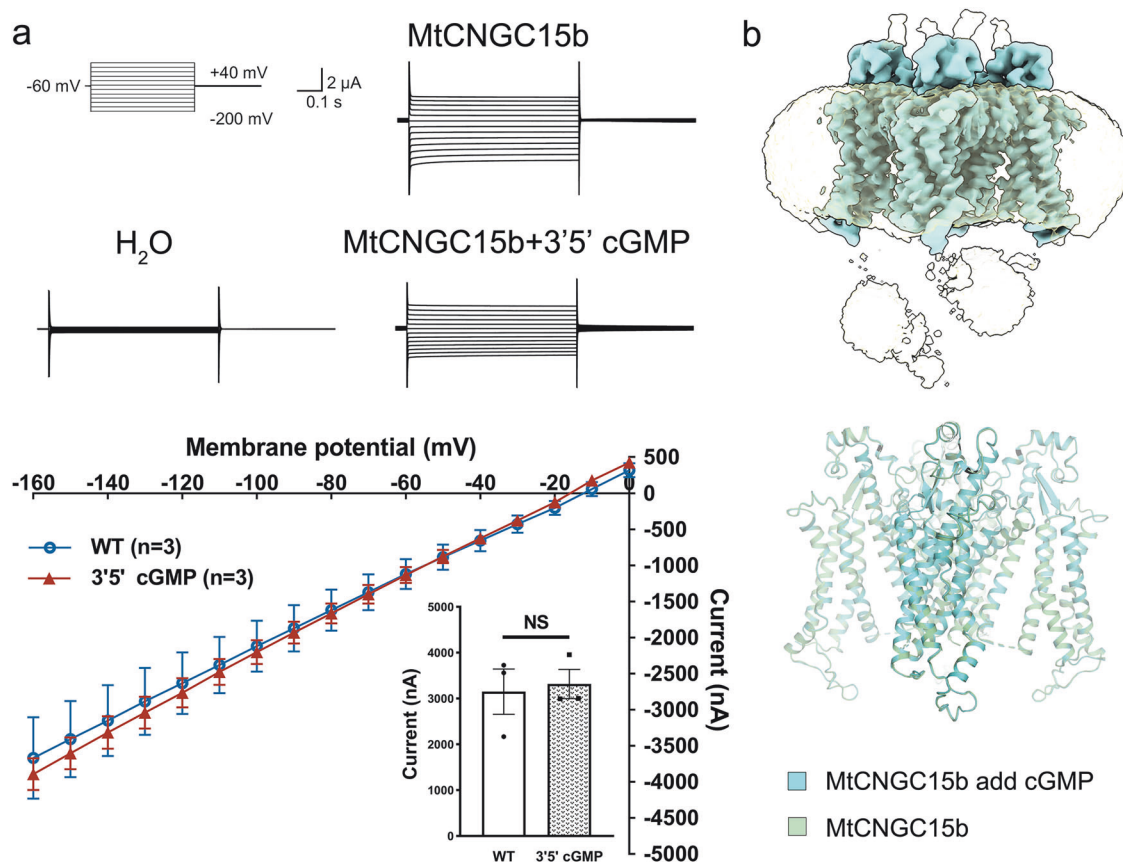 a
-60 mV
+40 mV
-200 mV
2 μA
0.1 s
MtCNGC15b
H₂O
MtCNGC15b+3'5' cGMP
Membrane potential (mV)
-160 -140 -120 -100 -80 -60 -40 -20 0
500
0
-500
-1000
-1500
-2000
-2500
-3000
-3500
-4000
-4500
-5000
Current (nA)
WT (n=3)
3'5' cGMP (n=3)
5000
4000
3000
2000
1000
0
Current (nA)
NS
WT 3'5' cGMP
b
MtCNGC15b add cGMP
MtCNGC15b